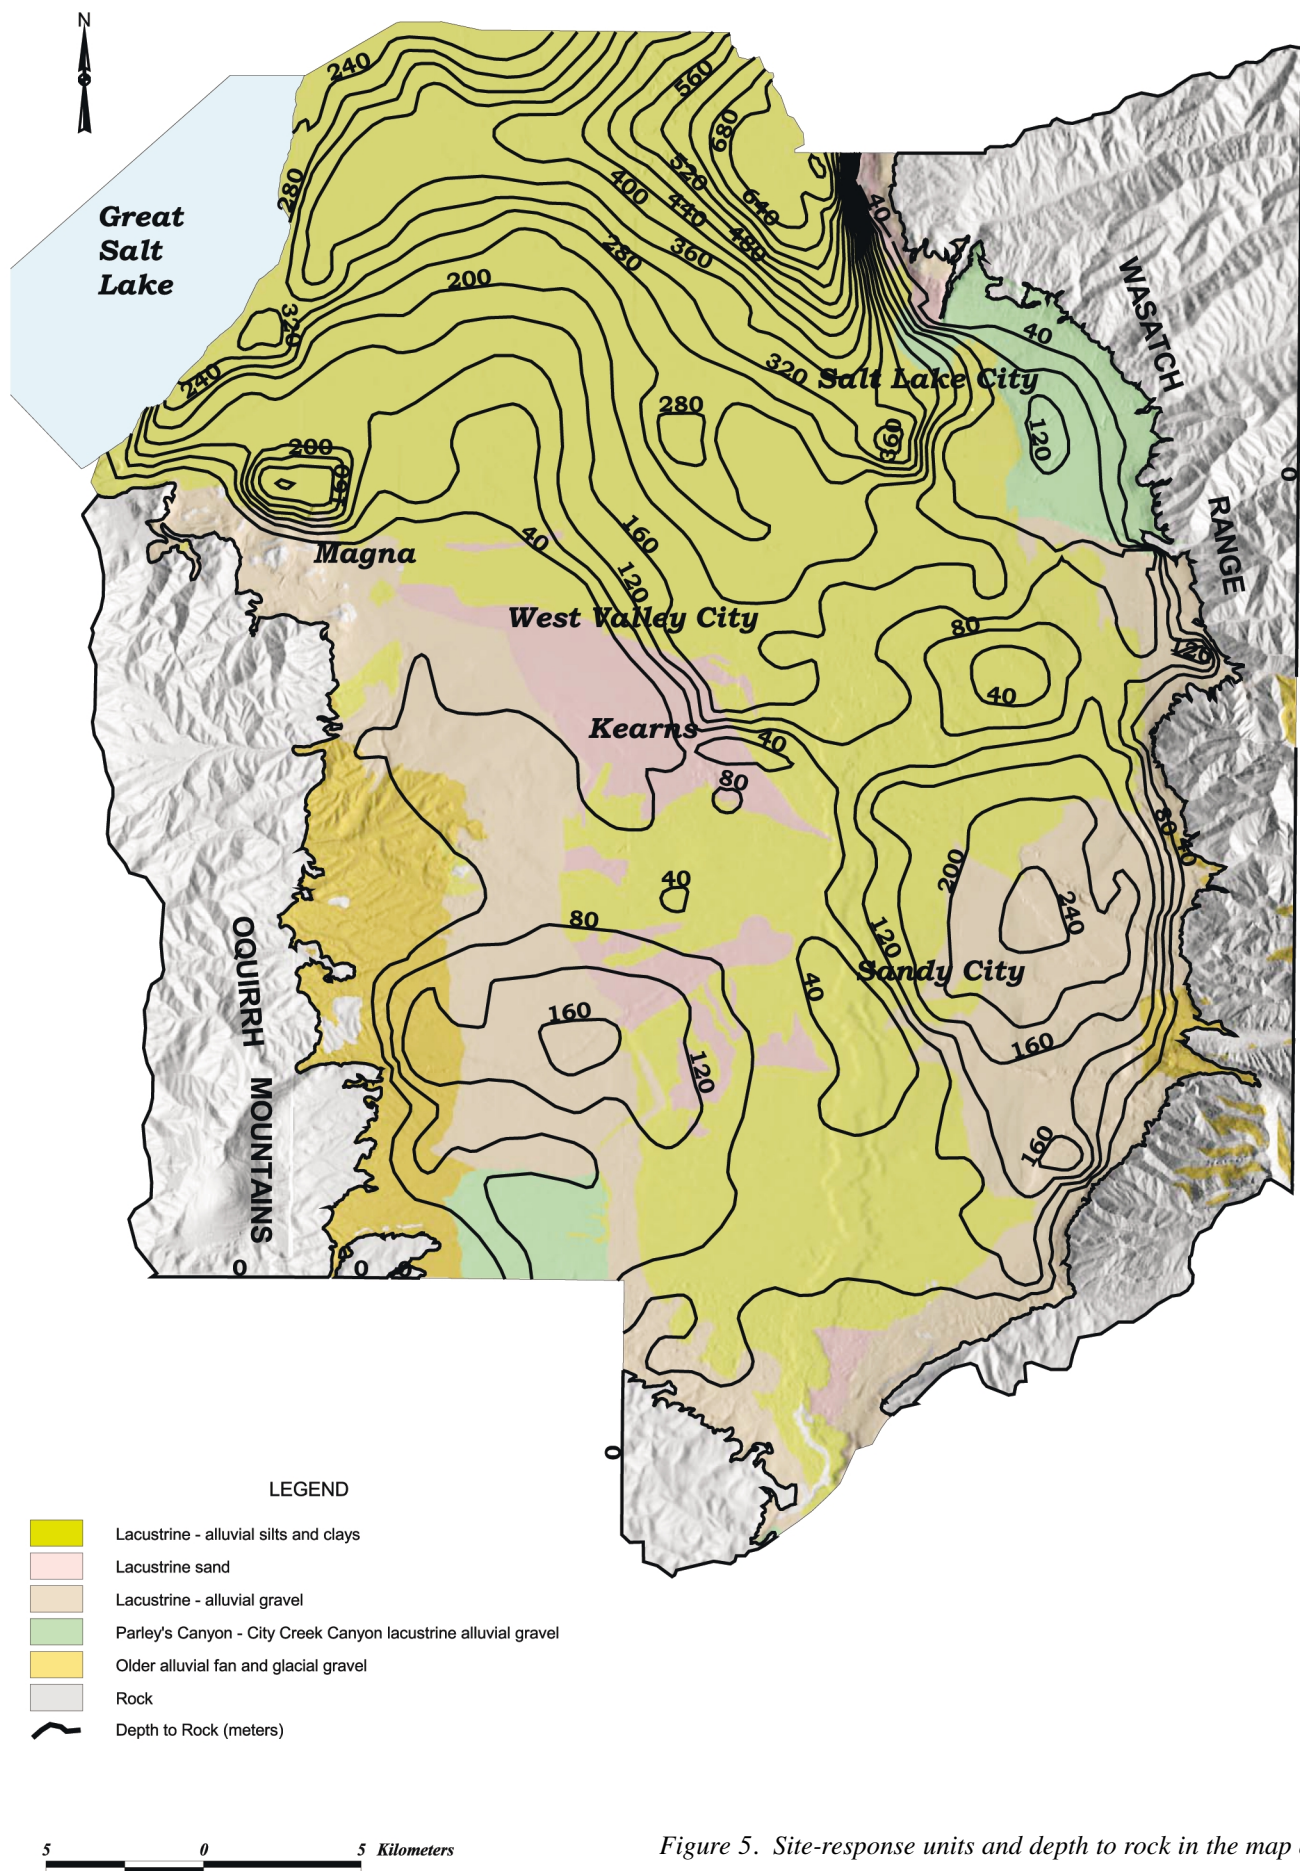 N
240
560
680
280
520
400
440
640
40
480
Great
Salt
Lake
280
360
200
WASATCH
320
40
320
Salt Lake City
240
280
120
360
200
160
0
RANGE
Magna
40
160
120
West Valley City
80
120
40
Kearns
40
80
80
40
200
40
240
80
120
OQUIRRH
MOUNTAINS
Sandy City
40
160
120
160
160
0
0
0
0
LEGEND
Lacustrine - alluvial silts and clays
Lacustrine sand
Lacustrine - alluvial gravel
Parley's Canyon - City Creek Canyon lacustrine alluvial gravel
Older alluvial fan and glacial gravel
Rock
Depth to Rock (meters)
5 0 5 Kilometers
Figure 5. Site-response units and depth to rock in the map